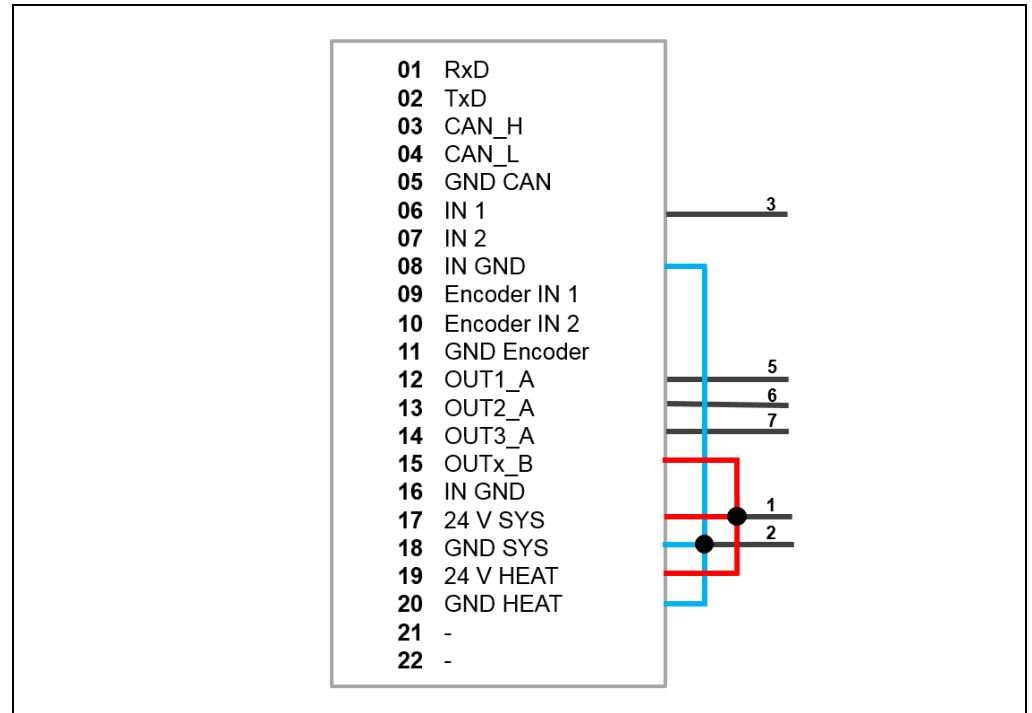 01 RxD
02 TxD
03 CAN_H
04 CAN_L
05 GND CAN
06 IN 1
3
07 IN 2
08 IN GND
09 Encoder IN 1
10 Encoder IN 2
11 GND Encoder
5
12 OUT1_A
6
13 OUT2_A
7
14 OUT3_A
15 OUTx_B
16 IN GND
1
17 24 V SYS
2
18 GND SYS
19 24 V HEAT
20 GND HEAT
21 -
22 -